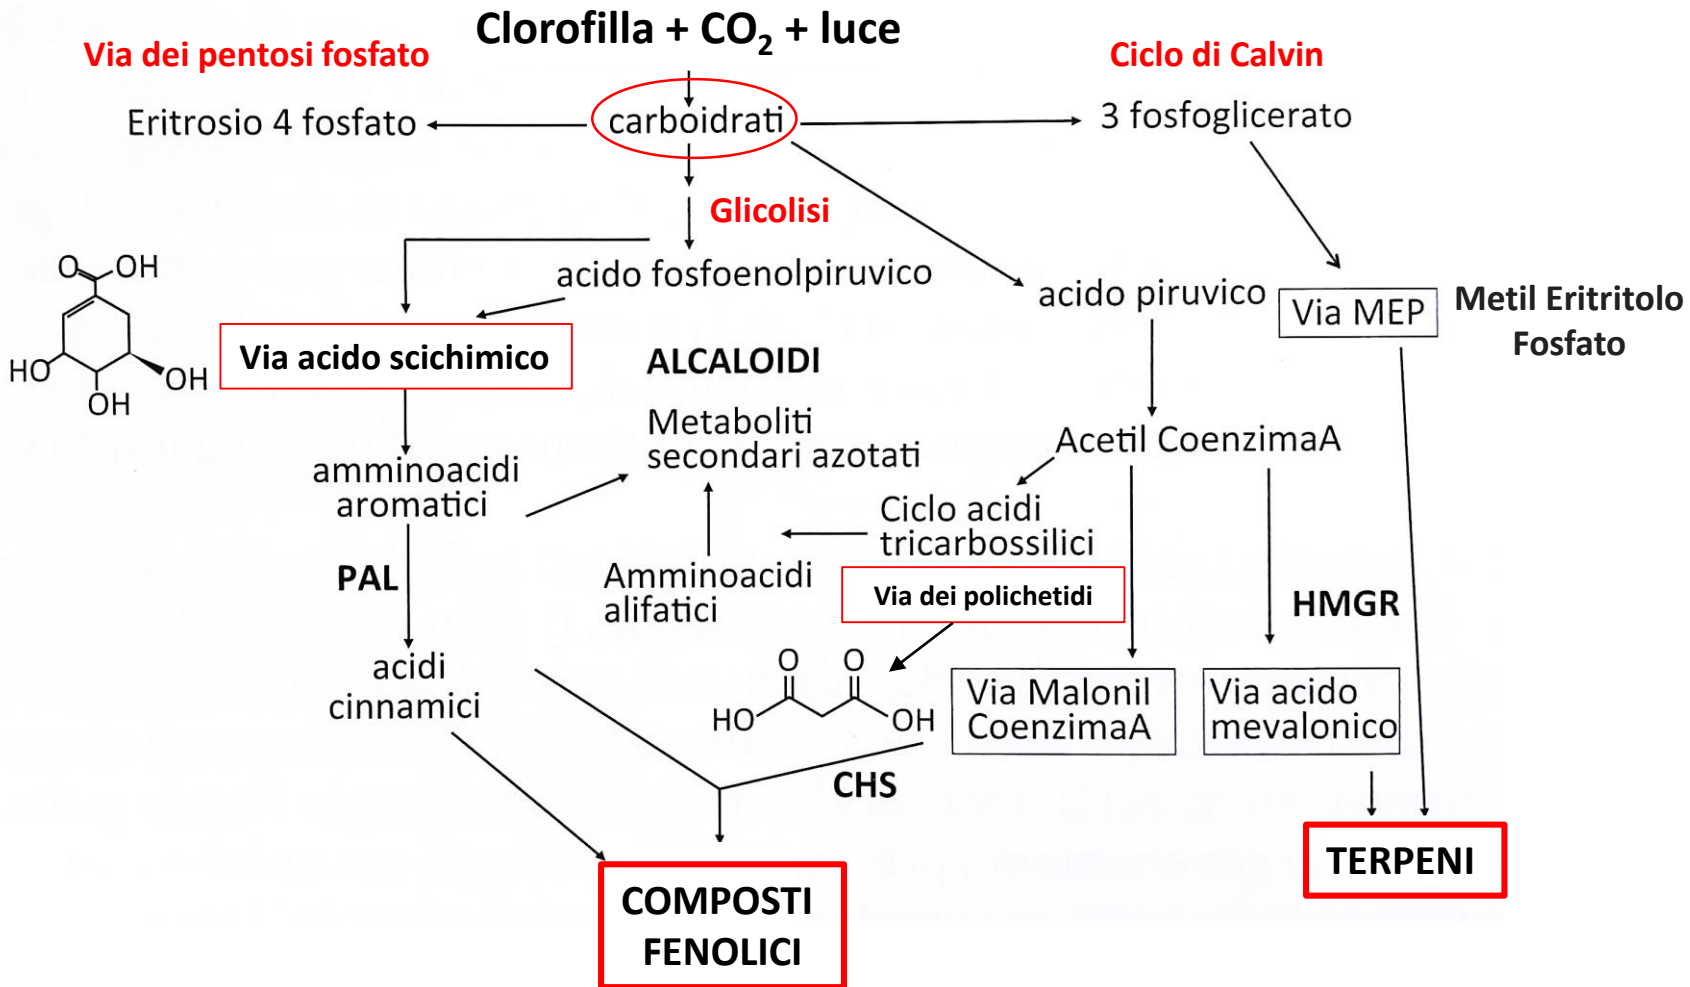 Clorofilla + CO₂ + luce
Via dei pentosi fosfato
Ciclo di Calvin
Eritrosio 4 fosfato
carboidrati
3 fosfoglicerato
Glicolisi
acido fosfoenolpiruvico
acido piruvico
Via MEP
Metil Eritritolo
Fosfato
O
OH
HO
OH
OH
Via acido scichimico
ALCALOIDI
Metaboliti
secondari azotati
Acetil CoenzimaA
amminoacidi
aromatici
Ciclo acidi
tricarbossilici
PAL
Amminoacidi
alifatici
Via dei polichetidi
HMGR
acidi
cinnamici
O
O
HO
OH
Via Malonil
CoenzimaA
Via acido
mevalonico
CHS
COMPOSTI
FENOLICI
TERPENI